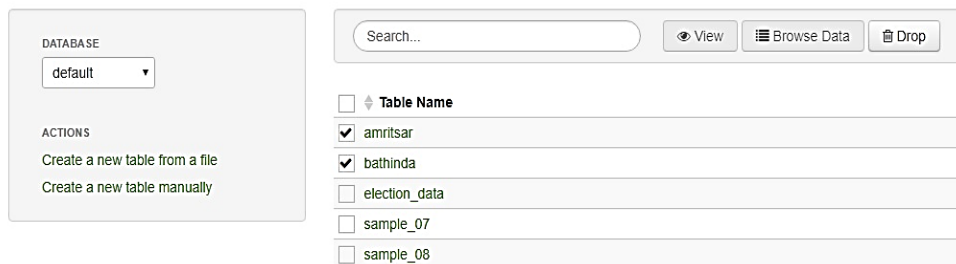 DATABASE
default
ACTIONS
Create a new table from a file
Create a new table manually
Search...
View
Browse Data
Drop
Table Name
amritsar
bathinda
election_data
sample_07
sample_08